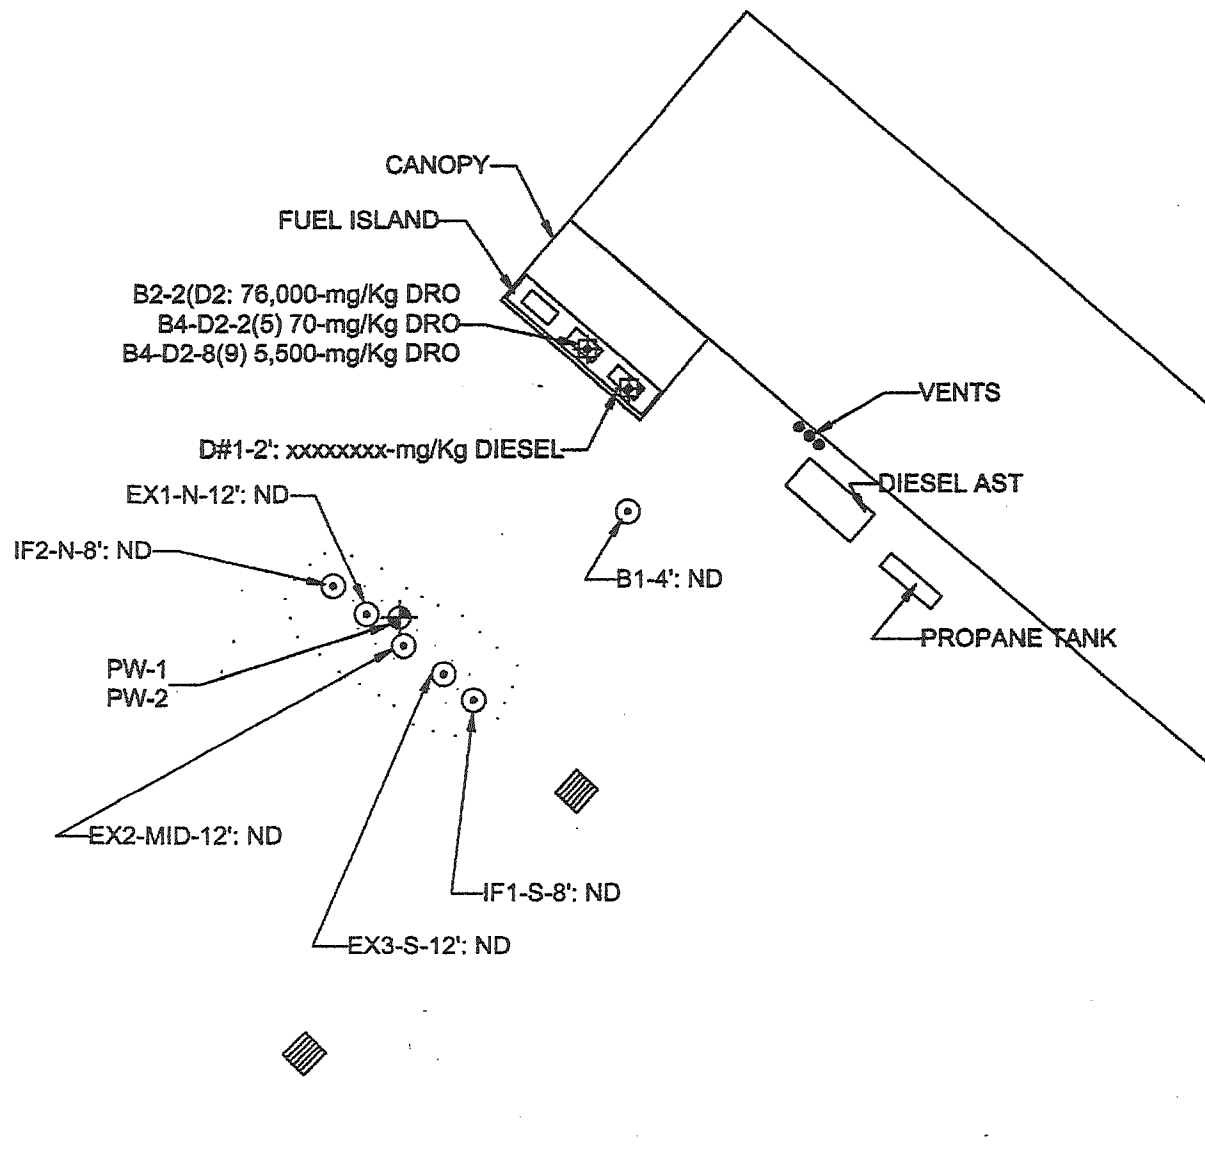 CANOPY
FUEL ISLAND
B2-2(D2: 76,000-mg/Kg DRO
B4-D2-2(5) 70-mg/Kg DRO
B4-D2-8(9) 5,500-mg/Kg DRO
VENTS
D#1-2': xxxxxxxx-mg/Kg DIESEL
DIESEL AST
EX1-N-12': ND
IF2-N-8': ND
B1-4': ND
PROPANE TANK
PW-1
PW-2
EX2-MID-12': ND
IF1-S-8': ND
EX3-S-12': ND